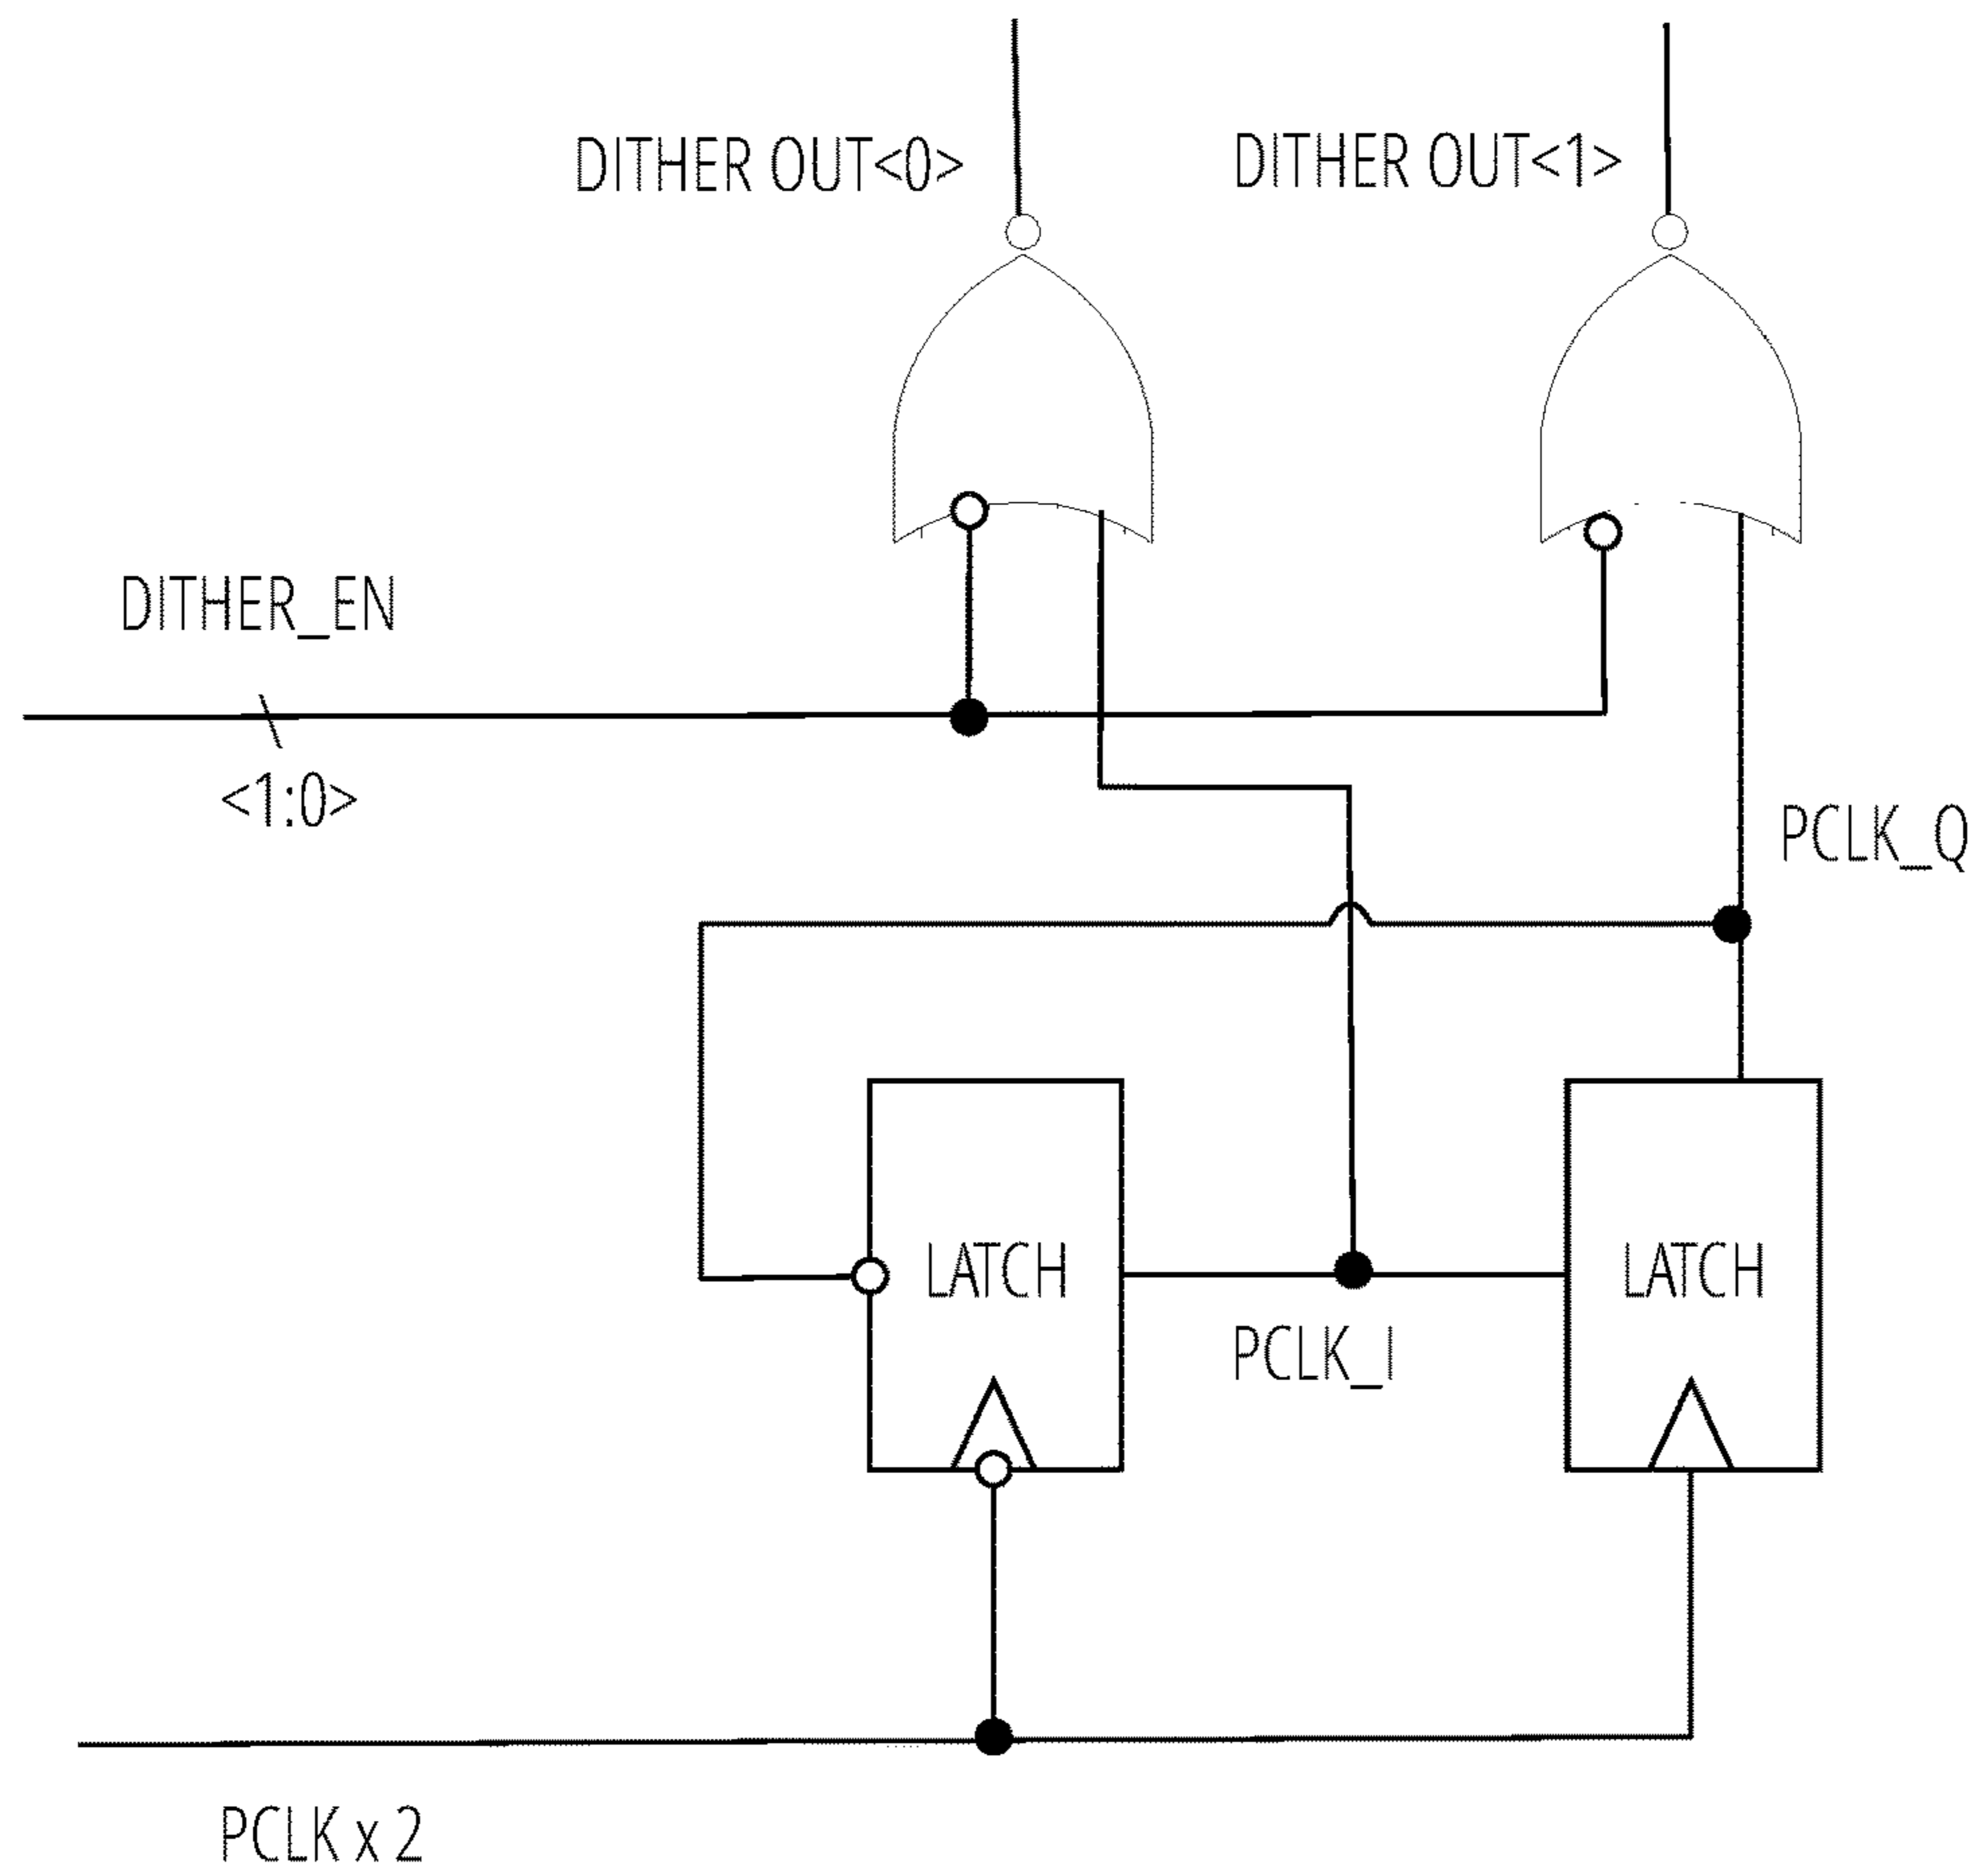 DITHER OUT<0>
DITHER OUT<1>
DITHER_EN
<1:0>
PCLK_Q
LATCH
LATCH
PCLK_I
PCLK x 2